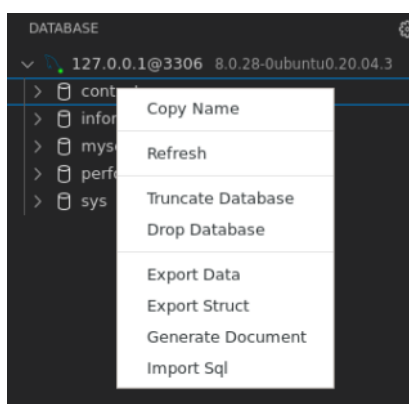 DATABASE
127.0.0.1@3306 8.0.28-0ubuntu0.20.04.3
Copy Name
Refresh
sys
Truncate Database
Drop Database
Export Data
Export Struct
Generate Document
Import Sql